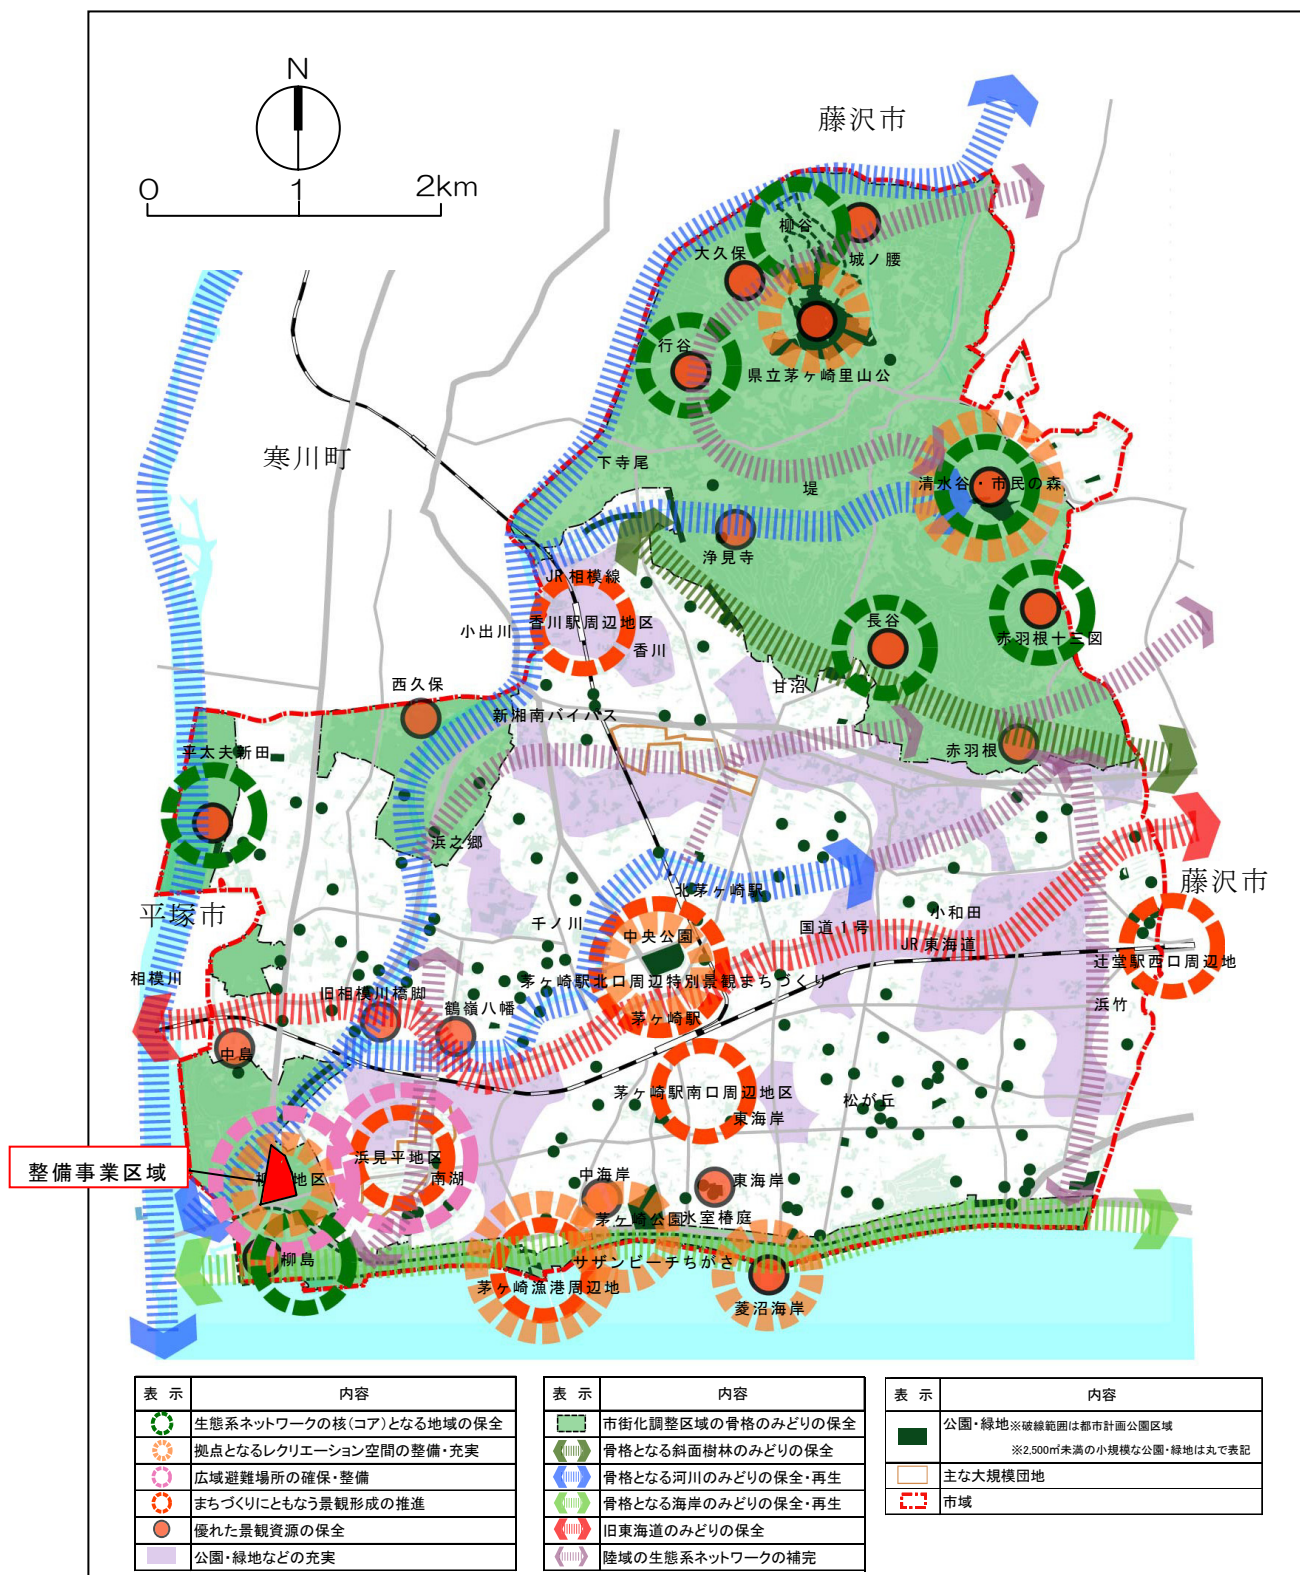 N
0
1
2km
藤沢市
柳谷
大久保
城ノ腰
行谷
県立茅ヶ崎里山公
寒川町
下寺尾
堤
清水谷・市民の森
浄見寺
JR相模線
香川駅周辺地区
小出川
香川
長谷
赤羽根十三図
甘沼
西久保
新湘南バイパス
平太夫新田
赤羽根
浜之郷
北茅ヶ崎駅
藤沢市
平塚市
千ノ川
中央公園
国道1号
小和田
JR東海道
辻堂駅西口周辺地
相模川
茅ヶ崎駅北口周辺特別景観まちづくり
旧相模川橋脚
鶴嶺八幡
茅ヶ崎駅
浜竹
中島
茅ヶ崎駅南口周辺地区
松が丘
東海岸
整備事業区域
地区
浜見平地区
南湖
中海岸
東海岸
茅ヶ崎公園
氷室椿庭
柳島
サザンビーチちがさ
茅ヶ崎漁港周辺地
菱沼海岸
表 示 内容
生態系ネットワークの核(コア)となる地域の保全
拠点となるレクリエーション空間の整備・充実
広域避難場所の確保・整備
まちづくりにともなう景観形成の推進
優れた景観資源の保全
公園・緑地などの充実
表 示 内容
市街化調整区域の骨格のみどりの保全
骨格となる斜面樹林のみどりの保全
骨格となる河川のみどりの保全・再生
骨格となる海岸のみどりの保全・再生
旧東海道のみどりの保全
陸域の生態系ネットワークの補完
表 示 内容
公園・緑地※破線範囲は都市計画公園区域
※2,500㎡未満の小規模な公園・緑地は丸で表記
主な大規模団地
市域